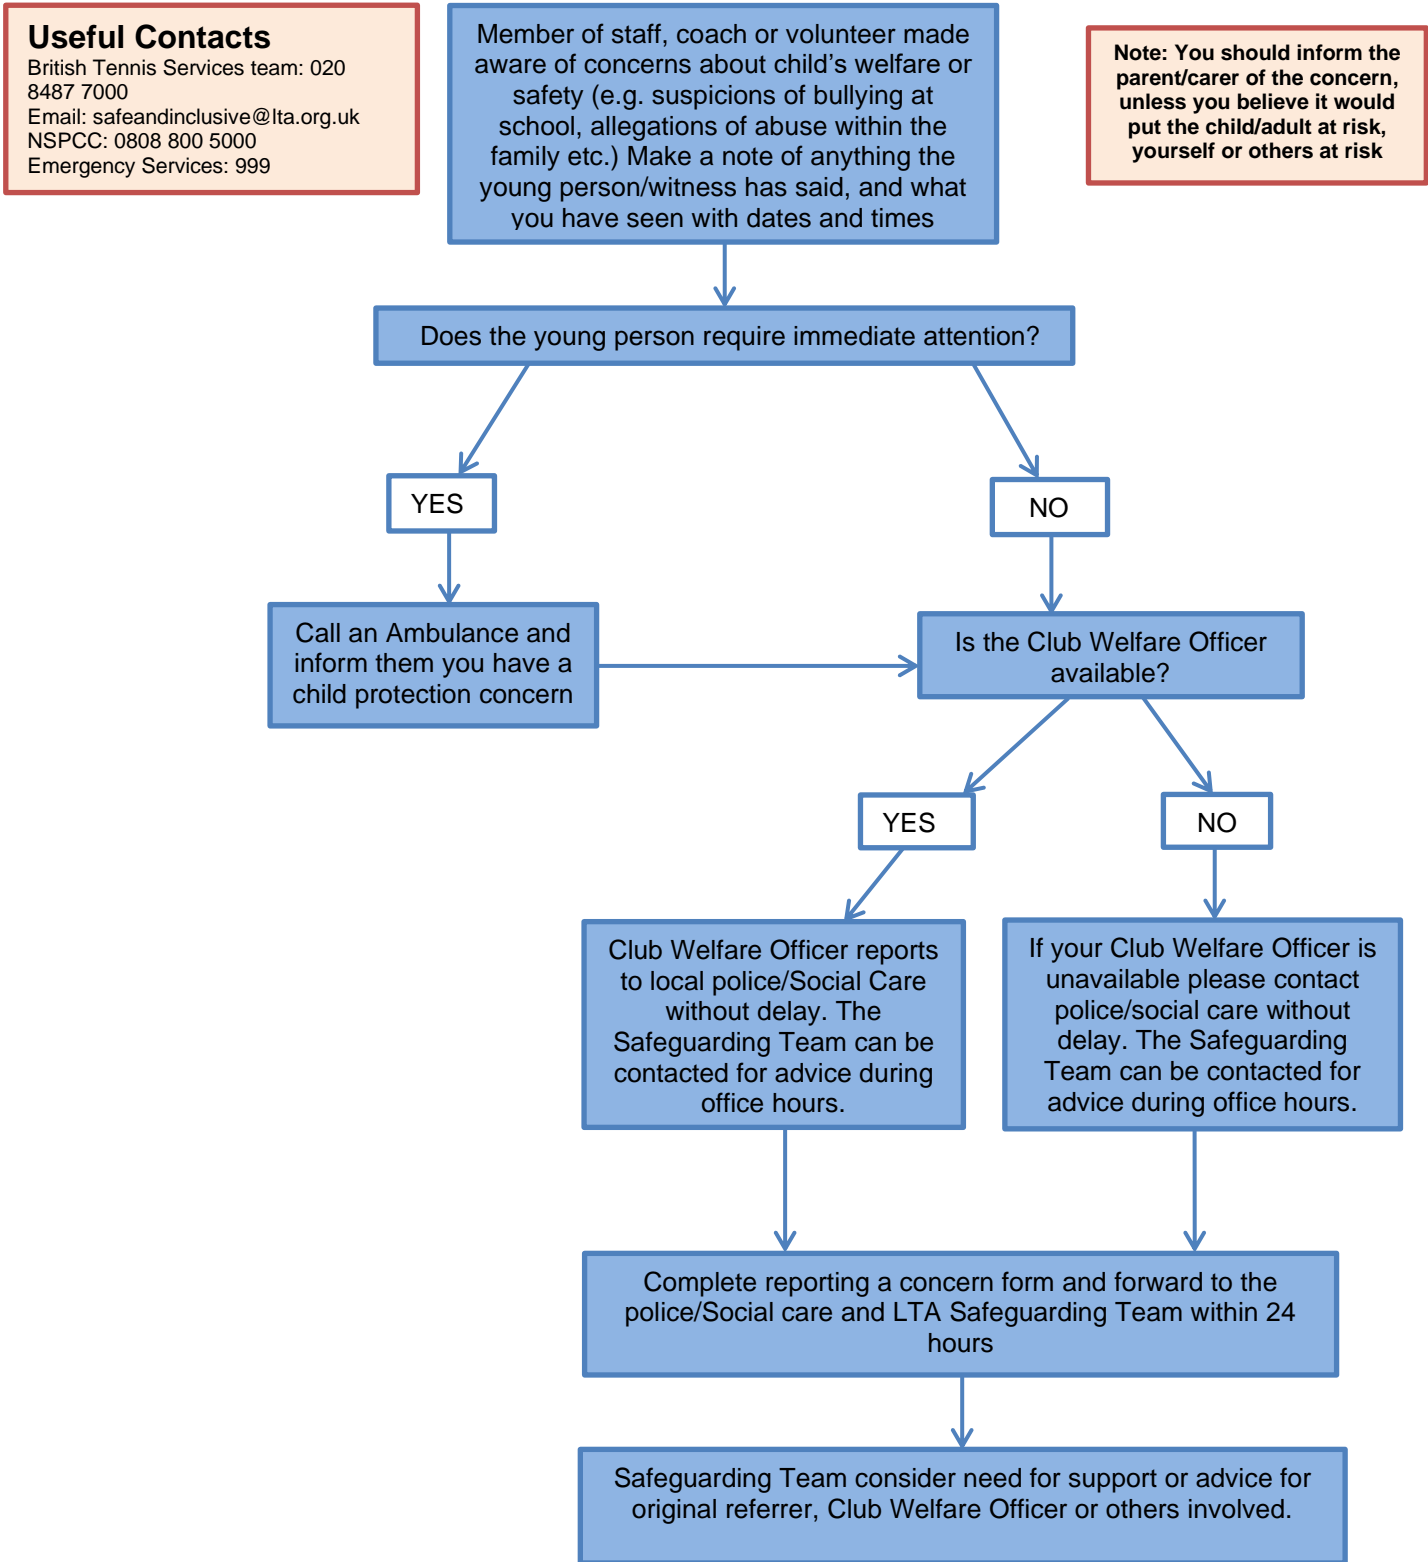 Useful Contacts
British Tennis Services team: 020
8487 7000
Email: safeandinclusive@lta.org.uk
NSPCC: 0808 800 5000
Emergency Services: 999
Member of staff, coach or volunteer made
aware of concerns about child’s welfare or
safety (e.g. suspicions of bullying at
school, allegations of abuse within the
family etc.) Make a note of anything the
young person/witness has said, and what
you have seen with dates and times
Note: You should inform the
parent/carer of the concern,
unless you believe it would
put the child/adult at risk,
yourself or others at risk
Does the young person require immediate attention?
YES
NO
Call an Ambulance and
inform them you have a
child protection concern
Is the Club Welfare Officer
available?
YES
NO
Club Welfare Officer reports
to local police/Social Care
without delay. The
Safeguarding Team can be
contacted for advice during
office hours.
If your Club Welfare Officer is
unavailable please contact
police/social care without
delay. The Safeguarding
Team can be contacted for
advice during office hours.
Complete reporting a concern form and forward to the
police/Social care and LTA Safeguarding Team within 24
hours
Safeguarding Team consider need for support or advice for
original referrer, Club Welfare Officer or others involved.